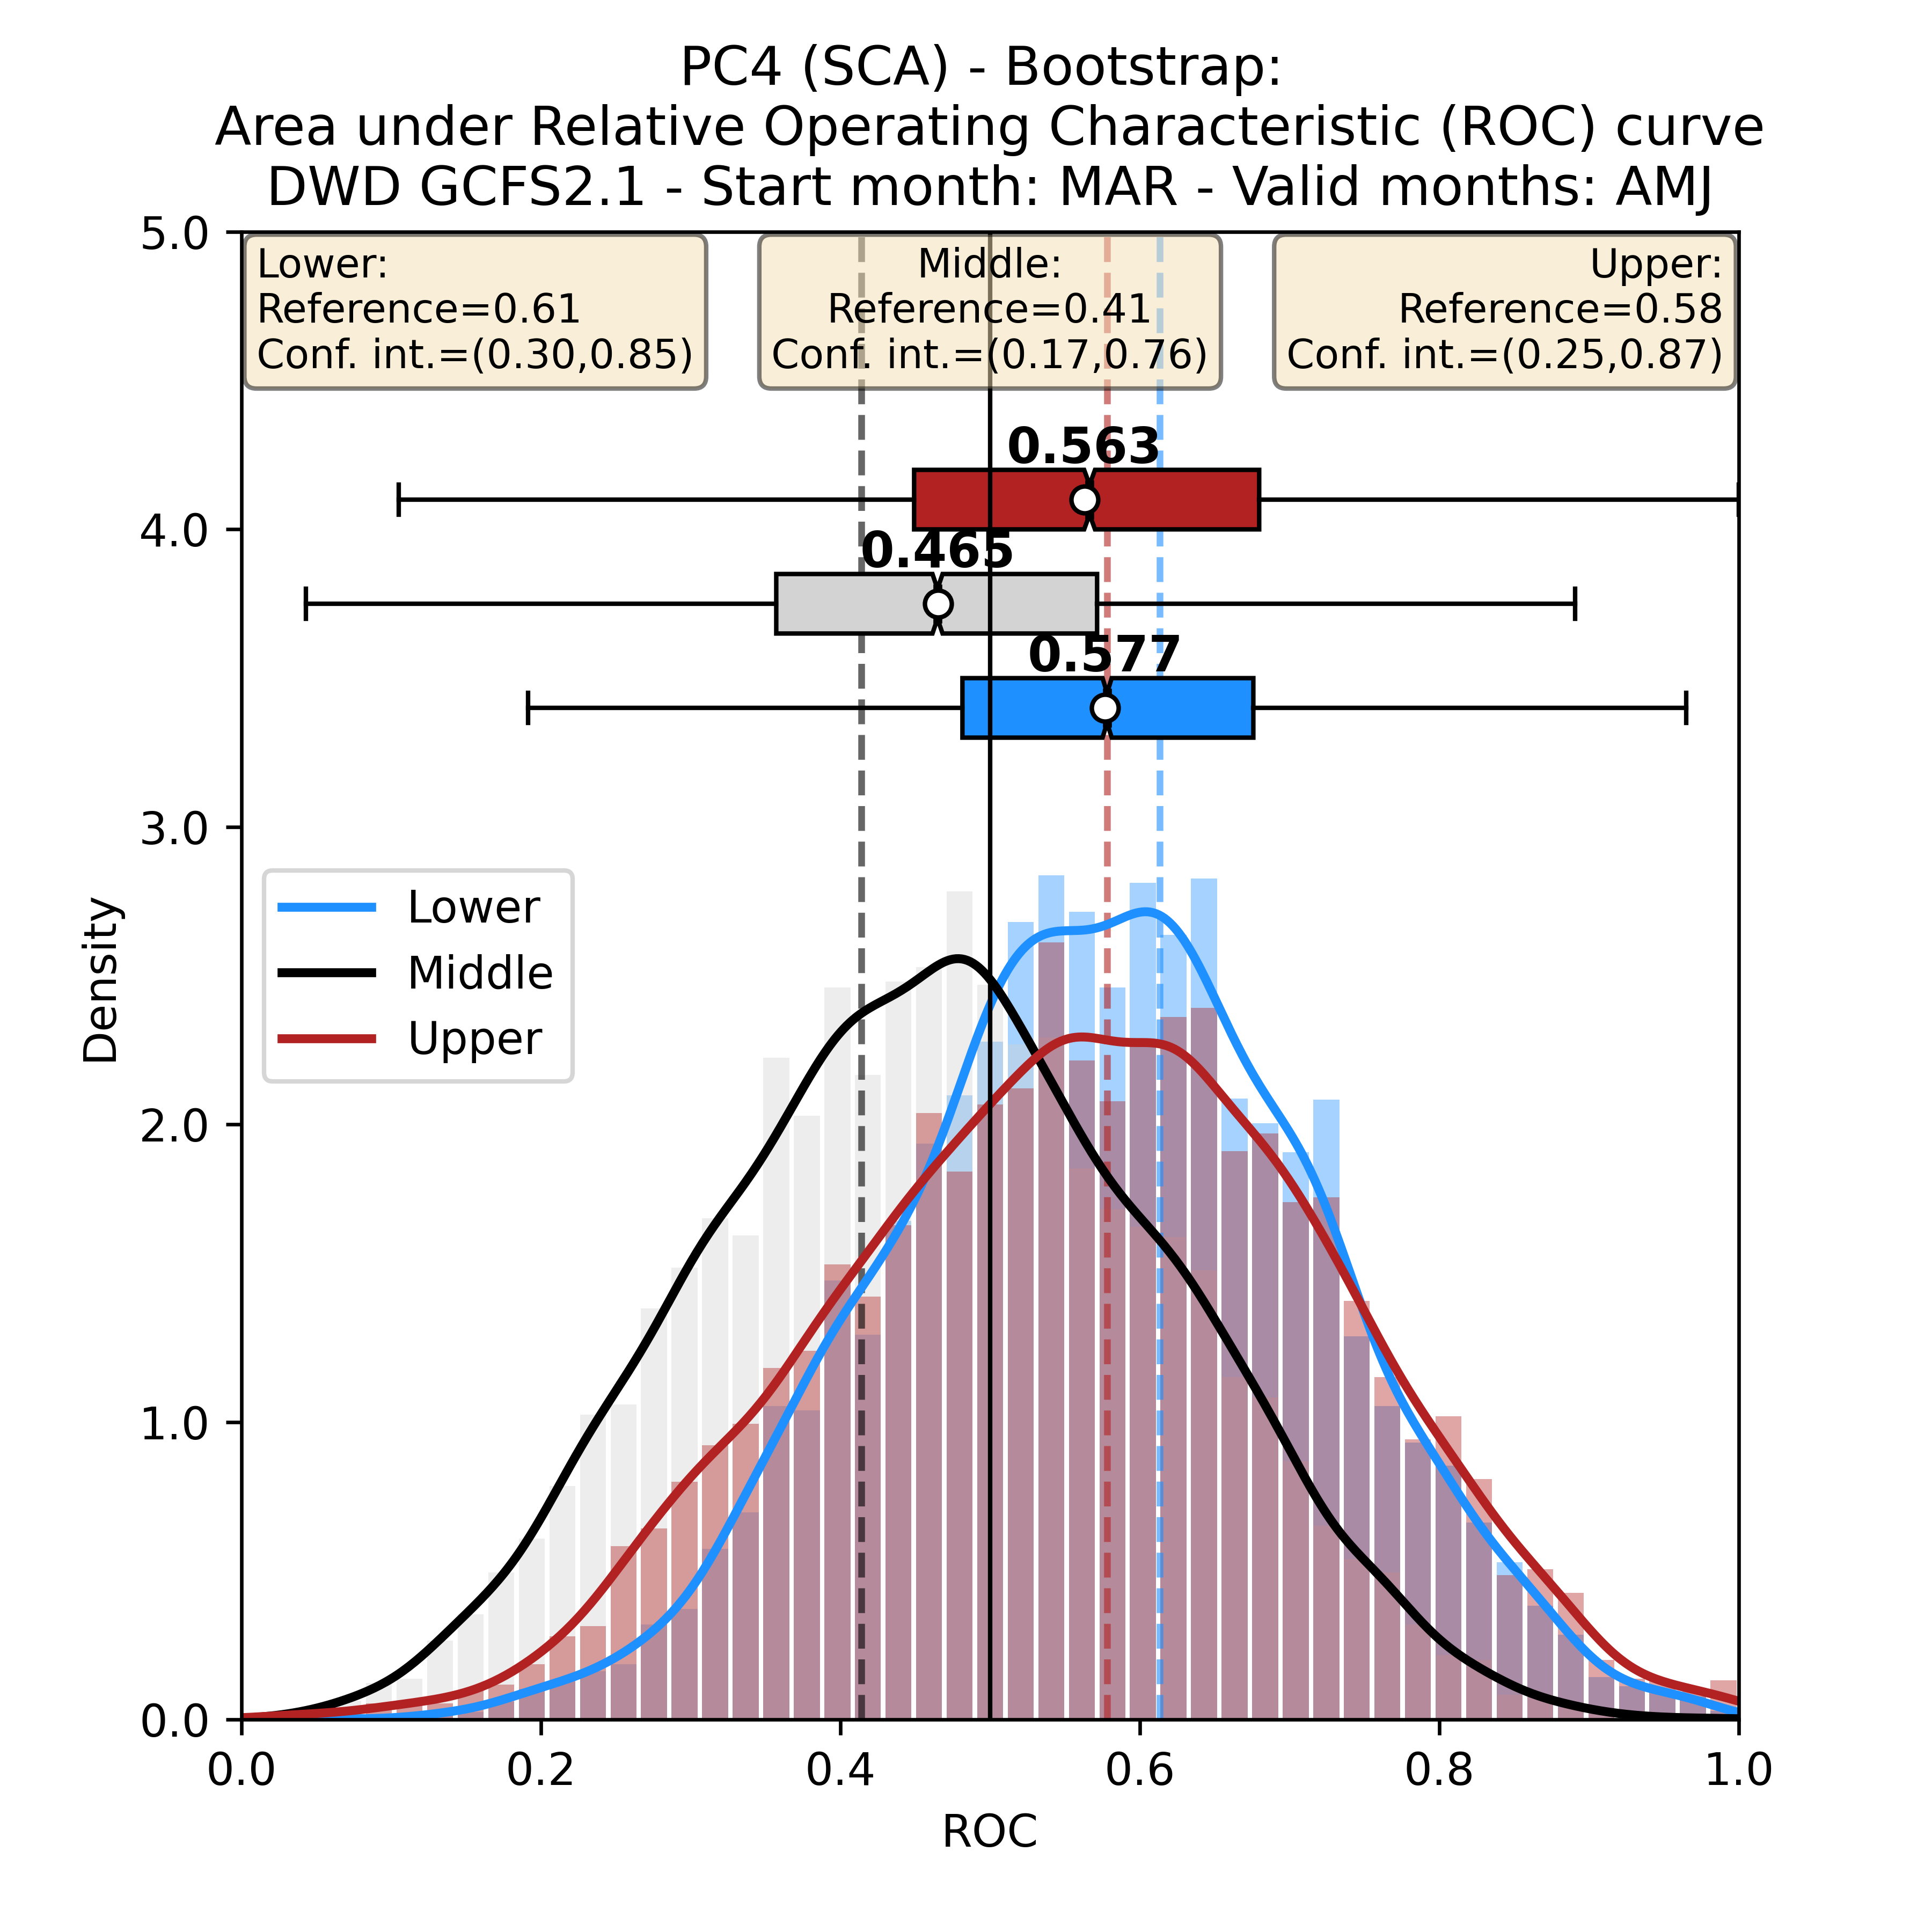 PC4 (SCA) - Bootstrap:
Area under Relative Operating Characteristic (ROC) curve
DWD GCFS2.1 - Start month: MAR - Valid months: AMJ
Lower:
Reference=0.61
Conf. int.=(0.30,0.85)
Middle:
Reference=0.41
Conf. int.=(0.17,0.76)
Upper:
Reference=0.58
Conf. int.=(0.25,0.87)
0.563
0.465
0.577
Lower
Middle
Upper
Density
5.0
4.0
3.0
2.0
1.0
0.0
0.0 0.2 0.4 0.6 0.8 1.0
ROC